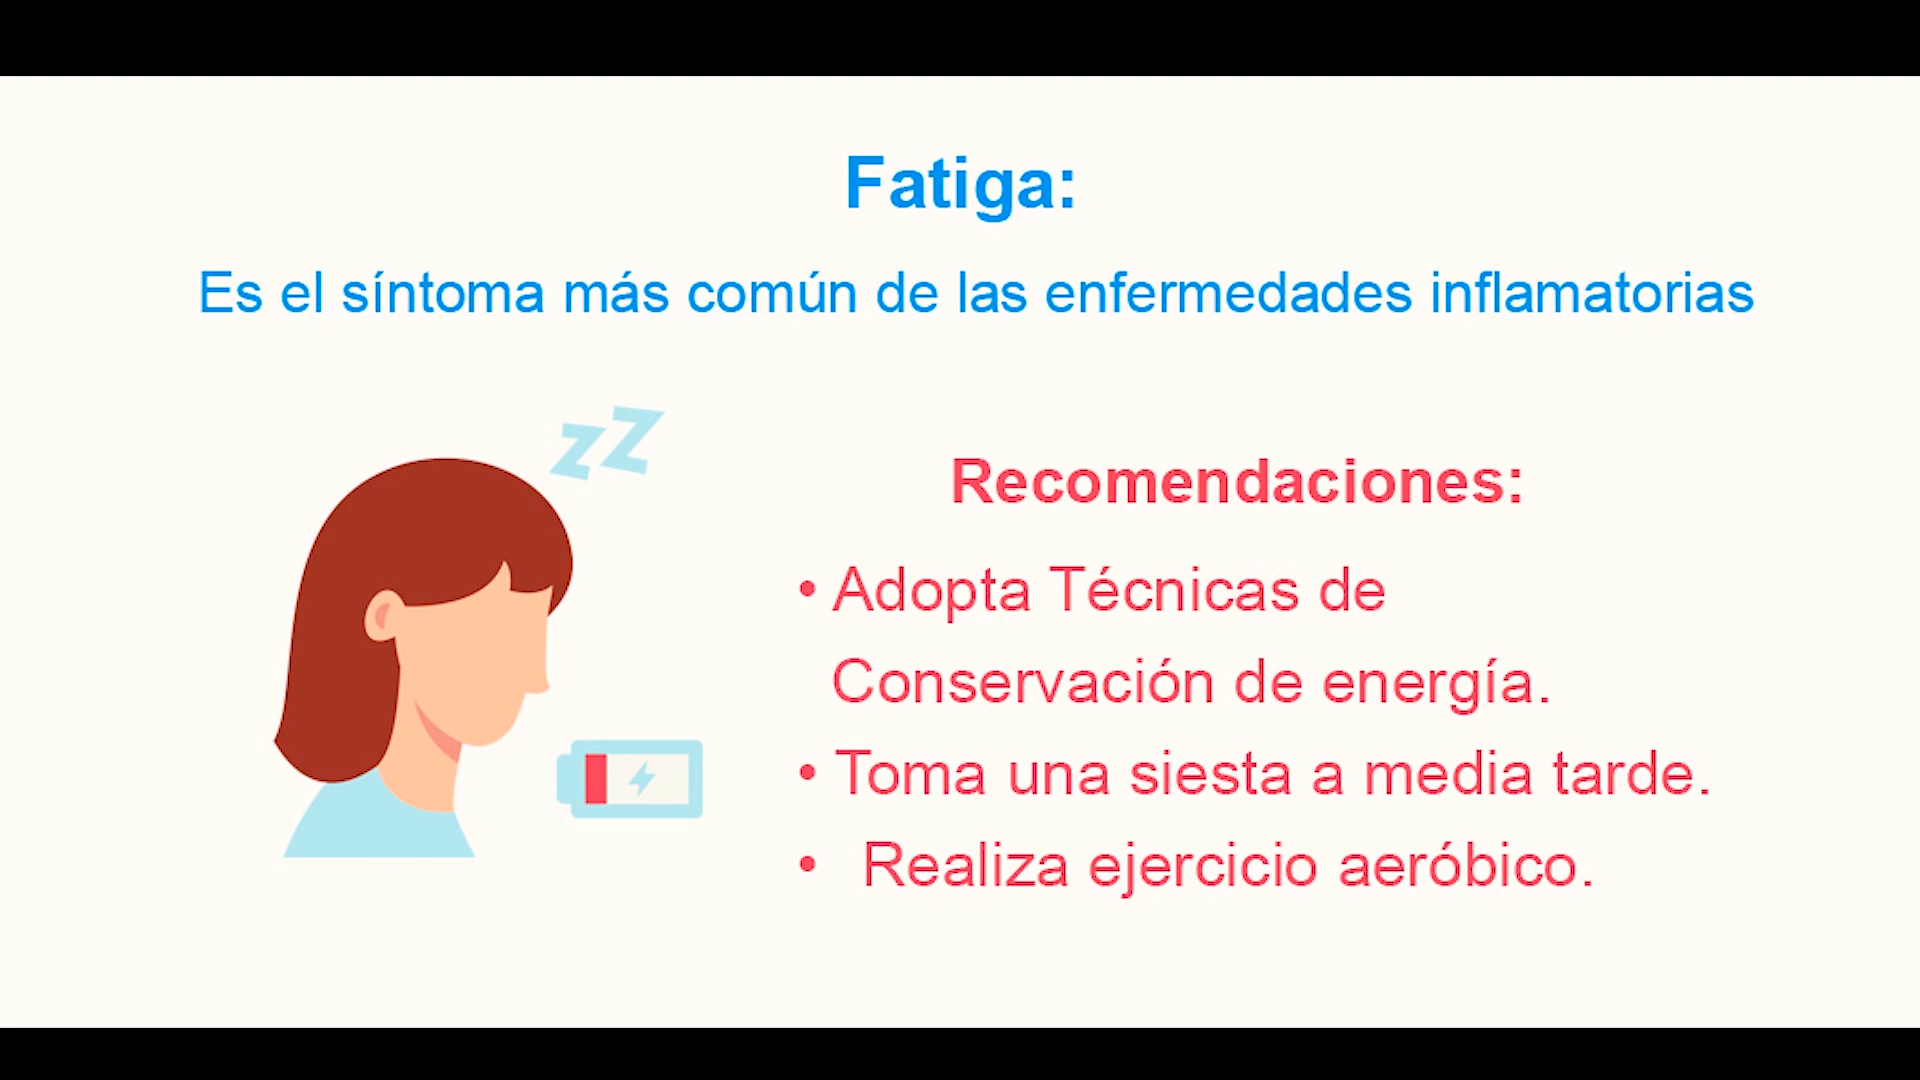 Fatiga:
Es el síntoma más común de las enfermedades inflamatorias
zZ
Recomendaciones:
• Adopta Técnicas de
Conservación de energía.
• Toma una siesta a media tarde.
• Realiza ejercicio aeróbico.